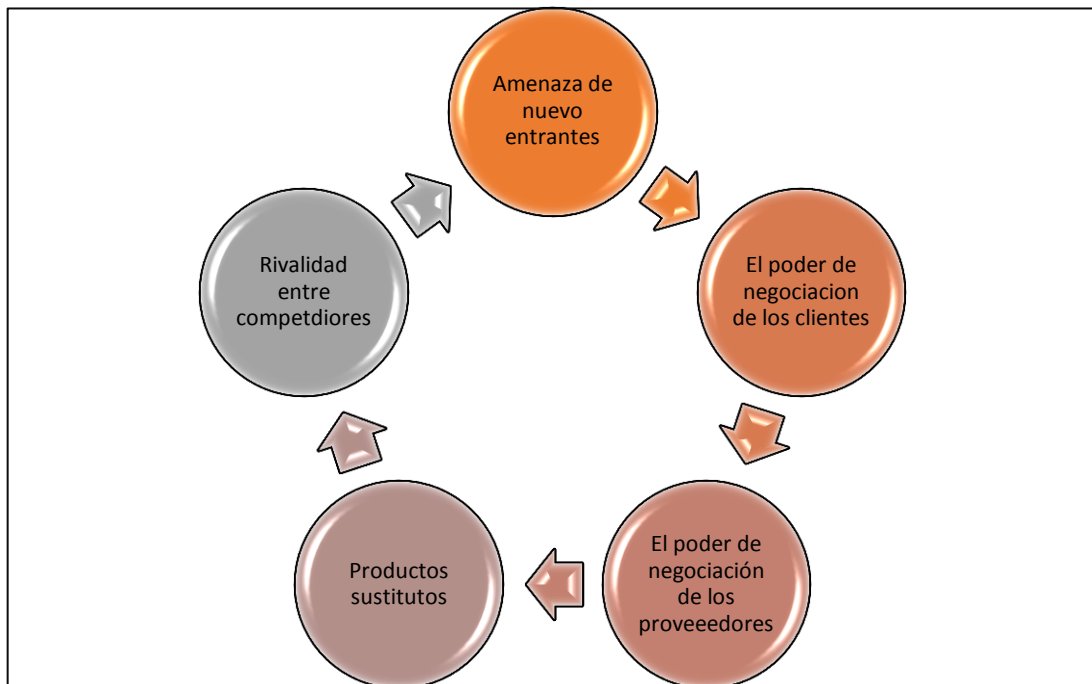 Amenaza de
nuevo
entrantes
El poder de
negociacion
de los clientes
El poder de
negociación
de los
proveeedores
Productos
sustitutos
Rivalidad
entre
competdiores